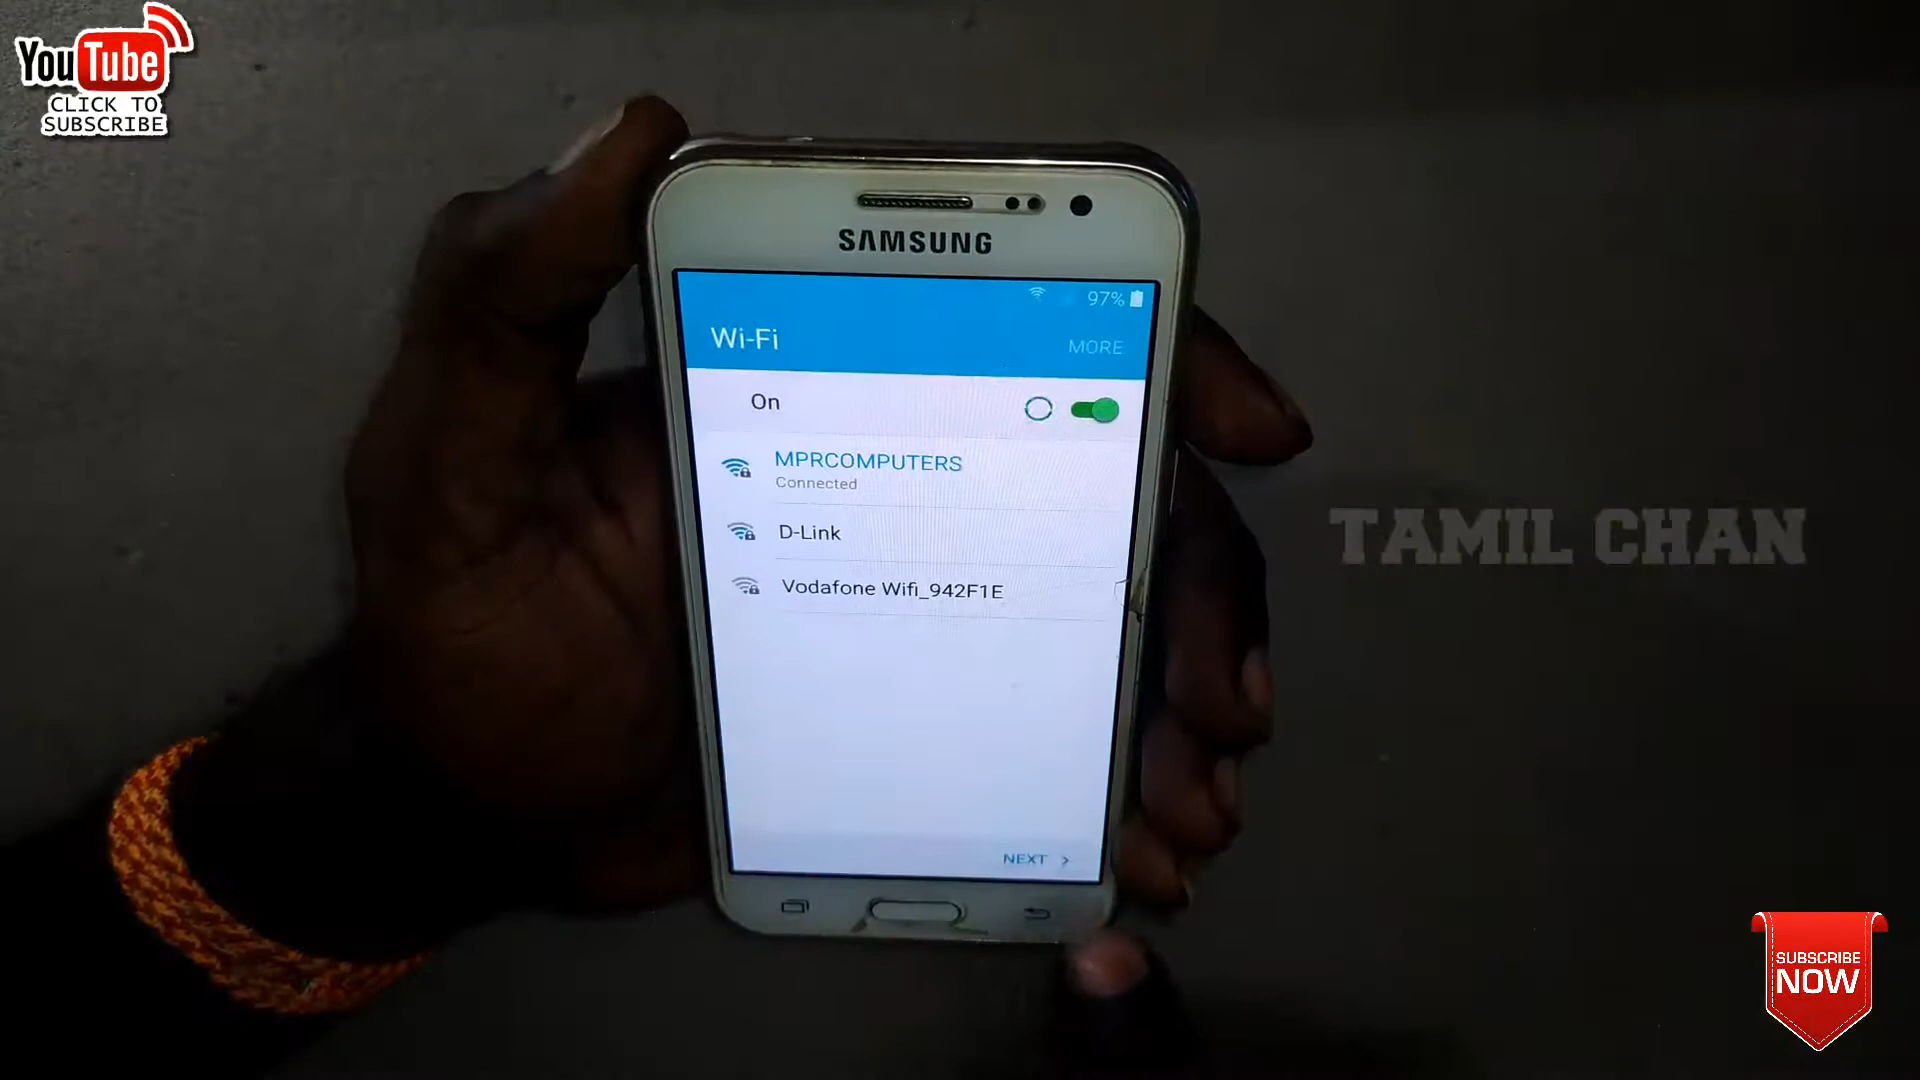 YouTube
CLICK TO
SUBSCRIBE
SAMSUNG
97%
Wi-Fi
MORE
On
MPRCOMPUTERS
Connected
D-Link
Vodafone Wifi_942F1E
NEXT >
TAMIL CHAN
SUBSCRIBE
NOW